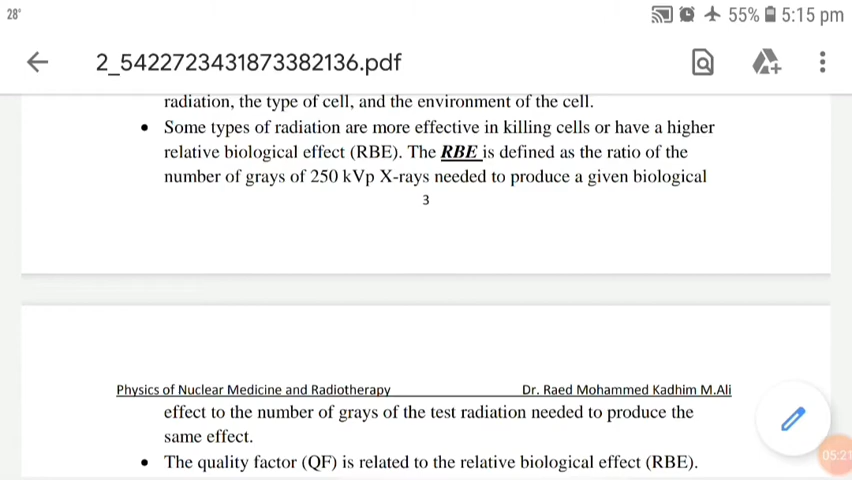 28°
55% 5:15 pm
2_5422723431873382136.pdf
radiation, the type of cell, and the environment of the cell.
• Some types of radiation are more effective in killing cells or have a higher
relative biological effect (RBE). The RBE is defined as the ratio of the
number of grays of 250 kVp X-rays needed to produce a given biological
3
Physics of Nuclear Medicine and Radiotherapy Dr. Raed Mohammed Kadhim M.Ali
effect to the number of grays of the test radiation needed to produce the
same effect.
• The quality factor (QF) is related to the relative biological effect (RBE).
05:21